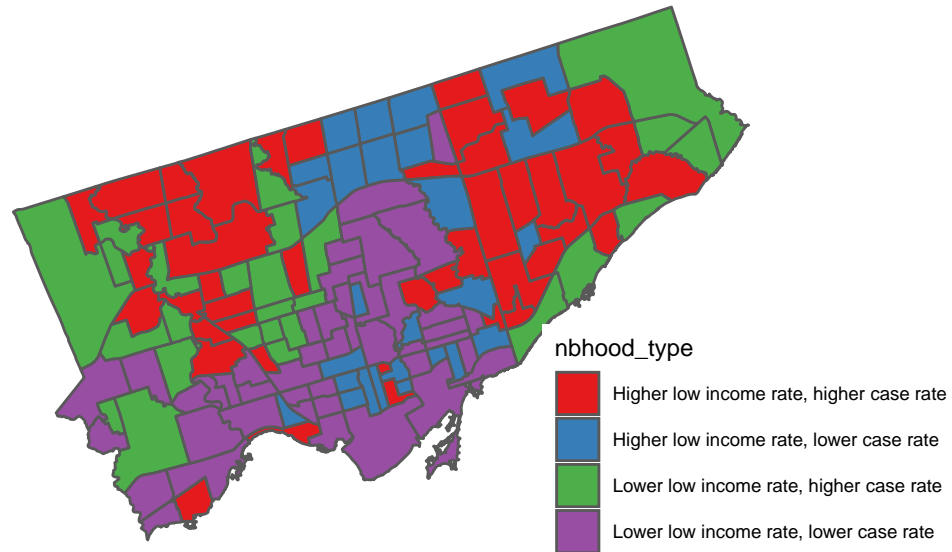 nbhood_type
Higher low income rate, higher case rate
Higher low income rate, lower case rate
Lower low income rate, higher case rate
Lower low income rate, lower case rate